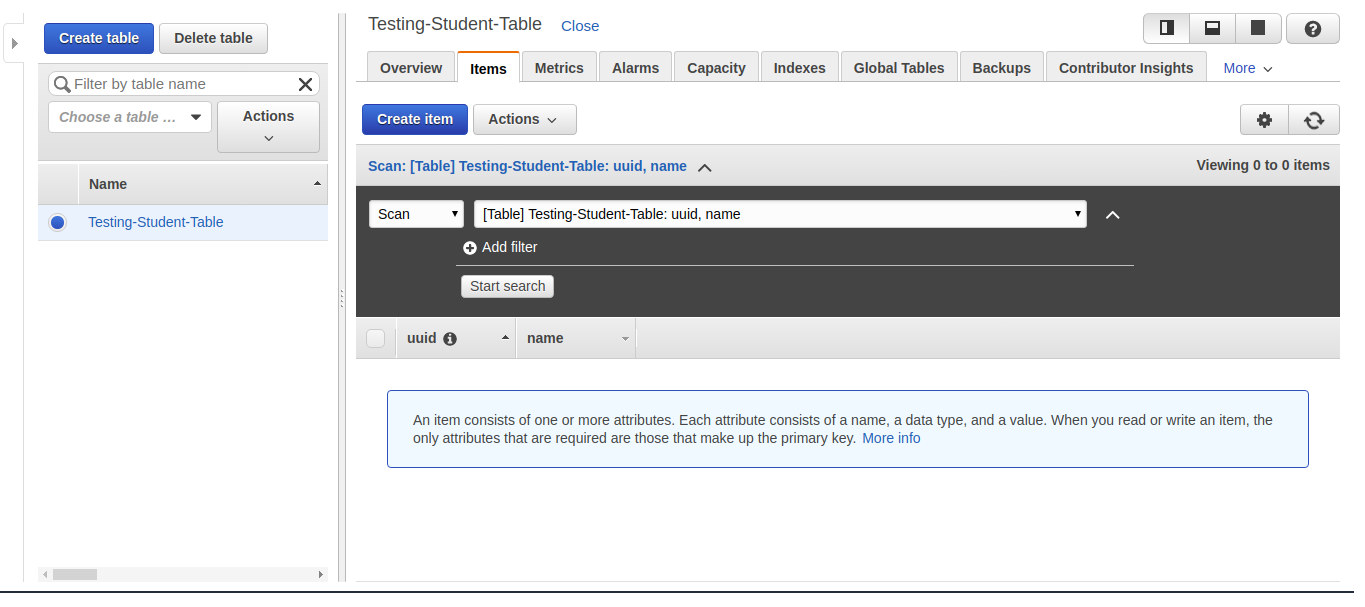 Create table
Delete table
Filter by table name
Choose a table ...
Actions
Name
Testing-Student-Table
Testing-Student-Table Close
Overview Items Metrics Alarms Capacity Indexes Global Tables Backups Contributor Insights More
Create item Actions
Scan: [Table] Testing-Student-Table: uuid, name
Viewing 0 to 0 items
Scan [Table] Testing-Student-Table: uuid, name
Add filter
Start search
uuid name
An item consists of one or more attributes. Each attribute consists of a name, a data type, and a value. When you read or write an item, the
only attributes that are required are those that make up the primary key. More info